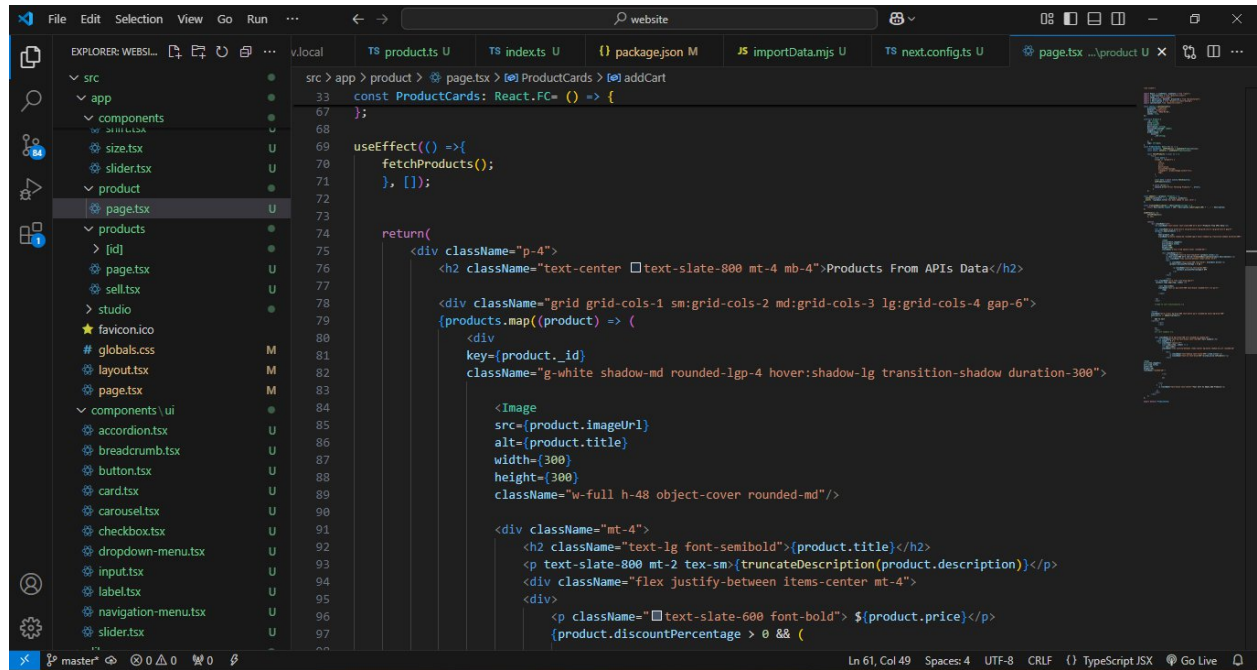 File Edit Selection View Go Run ··· website
EXPLORER: WEBSI... ··· v.local TS product.ts U TS index.ts U {} package.json M JS importData.mjs U TS next.config.ts U page.tsx ...\product U ···
src
app
components
shirt.tsx U
size.tsx U
slider.tsx U
product
page.tsx U
products
[id]
page.tsx U
sell.tsx U
studio
favicon.ico
# globals.css M
layout.tsx M
page.tsx M
components\ui
accordion.tsx U
breadcrumb.tsx U
button.tsx U
card.tsx U
carousel.tsx U
checkbox.tsx U
dropdown-menu.tsx U
input.tsx U
label.tsx U
navigation-menu.tsx U
slider.tsx U
84
1
src > app > product > page.tsx > ProductCards > addCart
33 const ProductCards: React.FC= () => {
67 };
68
69 useEffect(() =>{
70 fetchProducts();
71 }, []);
72
73
74 return(
75 <div className="p-4">
76 <h2 className="text-center text-slate-800 mt-4 mb-4">Products From APIs Data</h2>
77
78 <div className="grid grid-cols-1 sm:grid-cols-2 md:grid-cols-3 lg:grid-cols-4 gap-6">
79 {products.map((product) => (
80 <div
81 key={product._id}
82 className="g-white shadow-md rounded-lgp-4 hover:shadow-lg transition-shadow duration-300">
83
84 <Image
85 src={product.imageUrl}
86 alt={product.title}
87 width={300}
88 height={300}
89 className="w-full h-48 object-cover rounded-md"/>
90
91 <div className="mt-4">
92 <h2 className="text-lg font-semibold">{product.title}</h2>
93 <p text-slate-800 mt-2 tex-sm>{truncateDescription(product.description)}</p>
94 <div className="flex justify-between items-center mt-4">
95 <div>
96 <p className="text-slate-600 font-bold"> ${product.price}</p>
97 {product.discountPercentage > 0 && (
master* 0 0 0 Ln 61, Col 49 Spaces: 4 UTF-8 CRLF {} TypeScript JSX Go Live